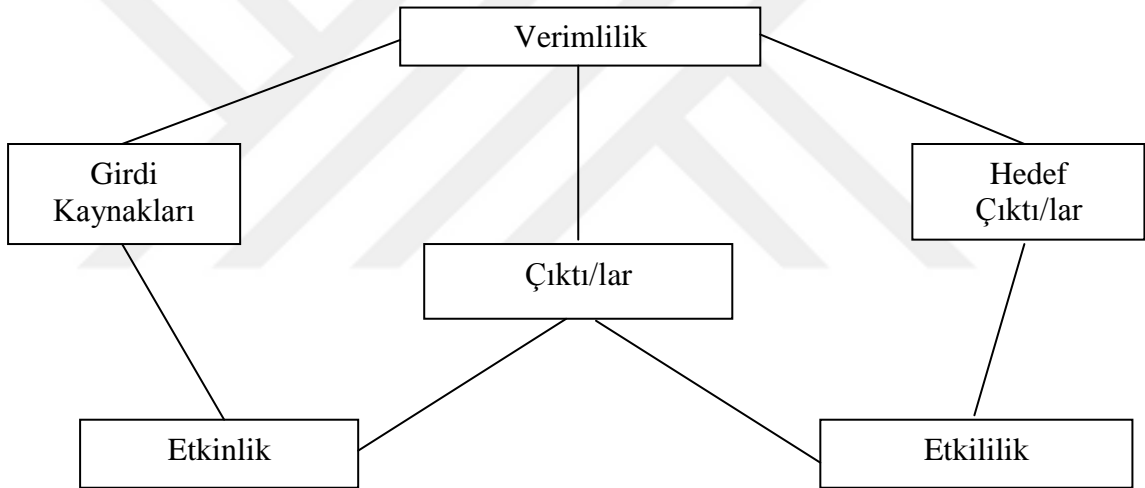 Verimlilik
Girdi
Kaynakları
Hedef
Çıktı/lar
Çıktı/lar
Etkinlik
Etkililik